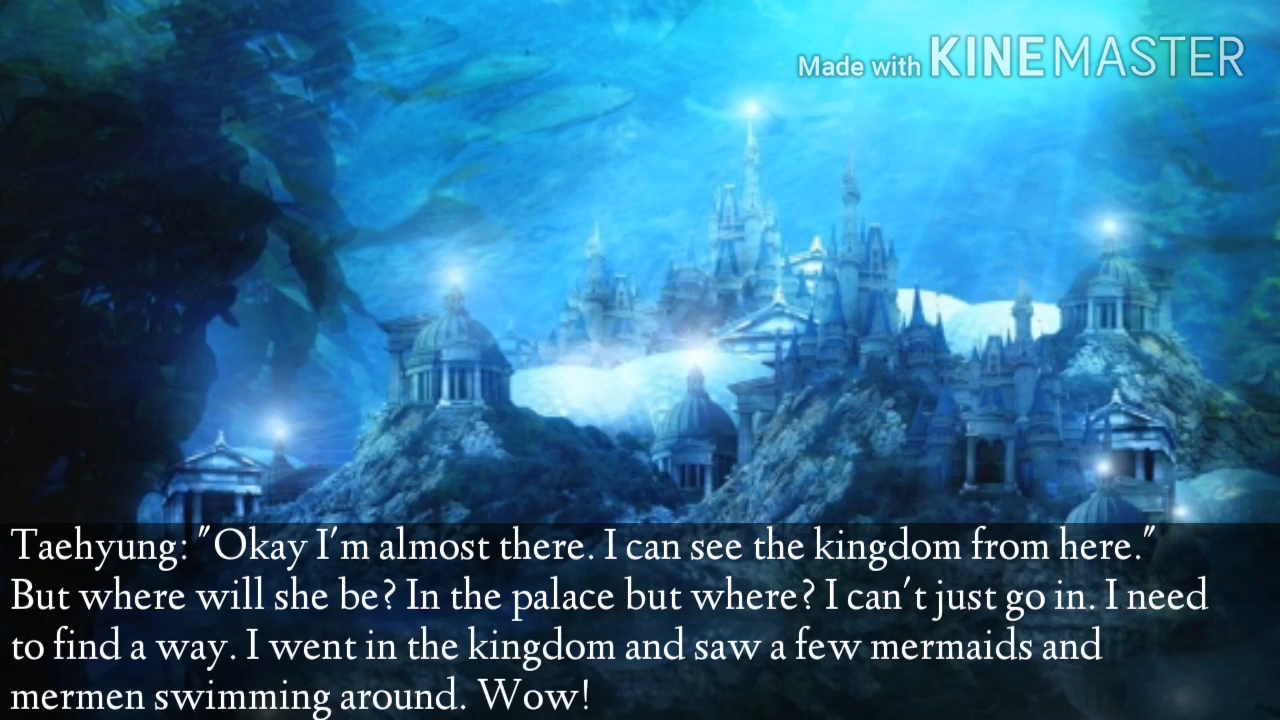 Made with KINEMASTER
Taehyung: "Okay I'm almost there. I can see the kingdom from here."
But where will she be? In the palace but where? I can't just go in. I need
to find a way. I went in the kingdom and saw a few mermaids and
mermen swimming around. Wow!